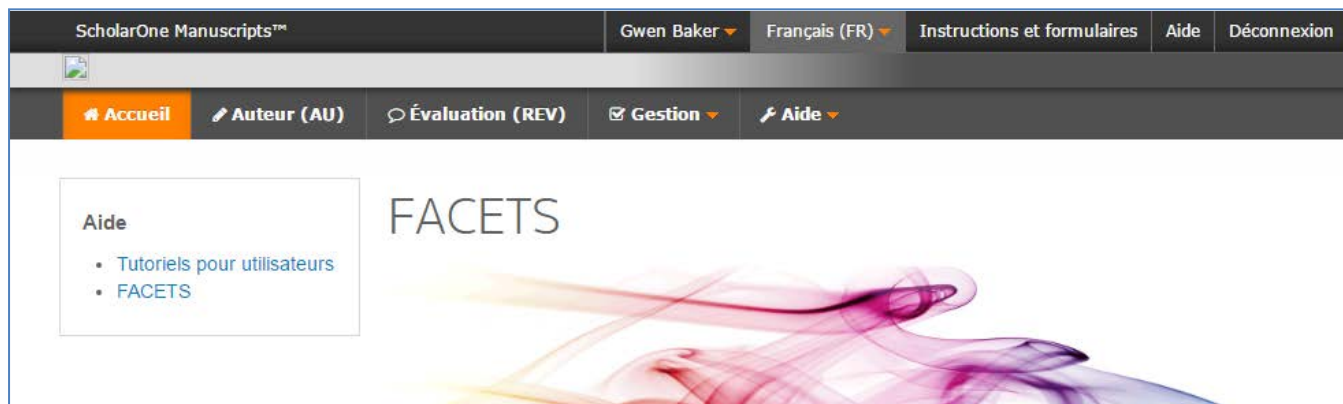 ScholarOne Manuscripts™ Gwen Baker Français (FR) Instructions et formulaires Aide Déconnexion
Accueil Auteur (AU) Évaluation (REV) Gestion Aide
Aide
Tutoriels pour utilisateurs
FACETS
FACETS